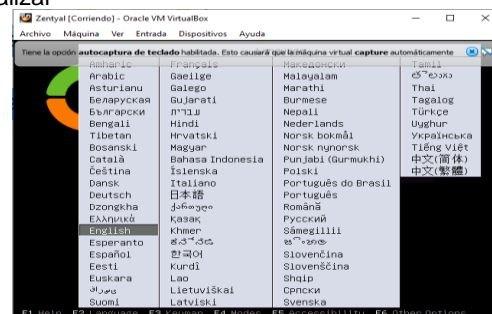 alizar
Zentyal [Corriendo] - Oracle VM VirtualBox
Archivo Máquina Ver Entrada Dispositivos Ayuda
Tiene la opción autocaptura de teclado habilitada. Esto causará que la máquina virtual capture automáticamente
Amharic Français Македонски Tamil
Arabic Gaeilge Malayalam తెలుగు
Asturianu Galego Marathi Thai
Беларуская Gujarati Burmese Tagalog
Български עברית Nepali Türkçe
Bengali Hindi Nederlands Uyghur
Tibetan Hrvatski Norsk bokmål Українська
Bosanski Magyar Norsk nynorsk Tiếng Việt
Català Bahasa Indonesia Punjabi (Gurmukhi) 中文(简体)
Čeština Íslenska Polski 中文(繁體)
Dansk Italiano Português do Brasil
Deutsch 日本語 Português
Dzongkha ქართული Română
Ελληνικά Қазақ Русский
English Khmer Sámegillii
Esperanto ಕನ್ನಡ සිංහල
Español 한국어 Slovenčina
Eesti Kurdî Slovenščina
Euskara Lao Shqip
فارسی Lietuviškai Српски
Suomi Latviski Svenska
F1 Help F2 Language F3 Keymap F4 Modes F5 Accessibility F6 Other Options